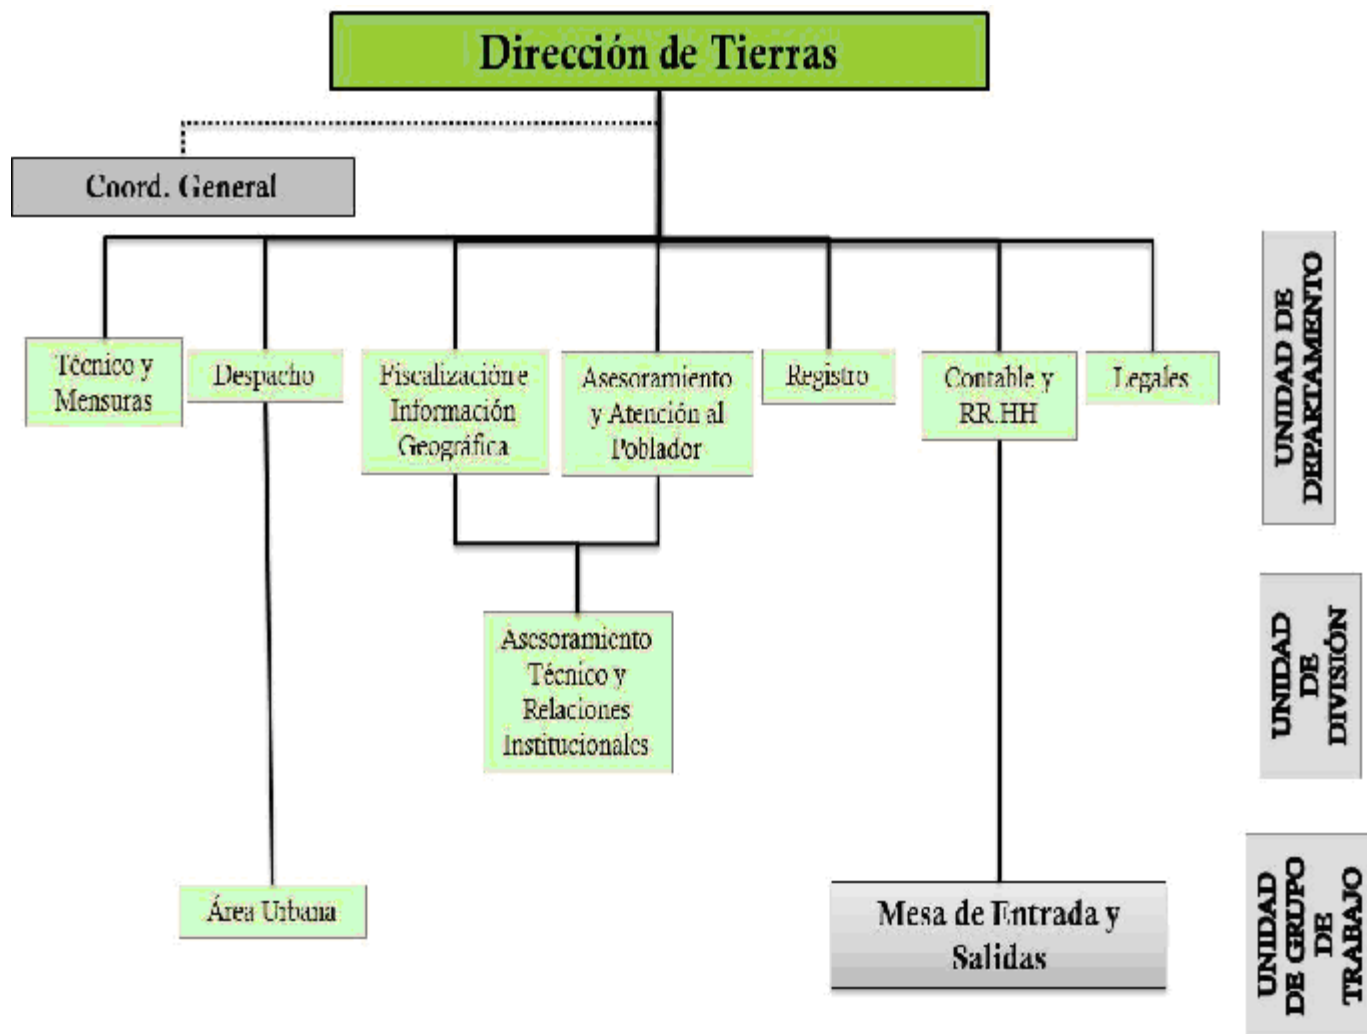 Dirección de Tierras
Coord. General
Técnico y
Mensuras
Despacho
Fiscalización e
Información
Geográfica
Asesoramiento
y Atención al
Poblador
Registro
Contable y
RR.HH
Legales
UNIDAD DE
DEPARTAMENTO
Asesoramiento
Técnico y
Relaciones
Institucionales
UNIDAD
DE
DIVISIÓN
Área Urbana
Mesa de Entrada y
Salidas
UNIDAD
DE GRUPO
DE
TRABAJO